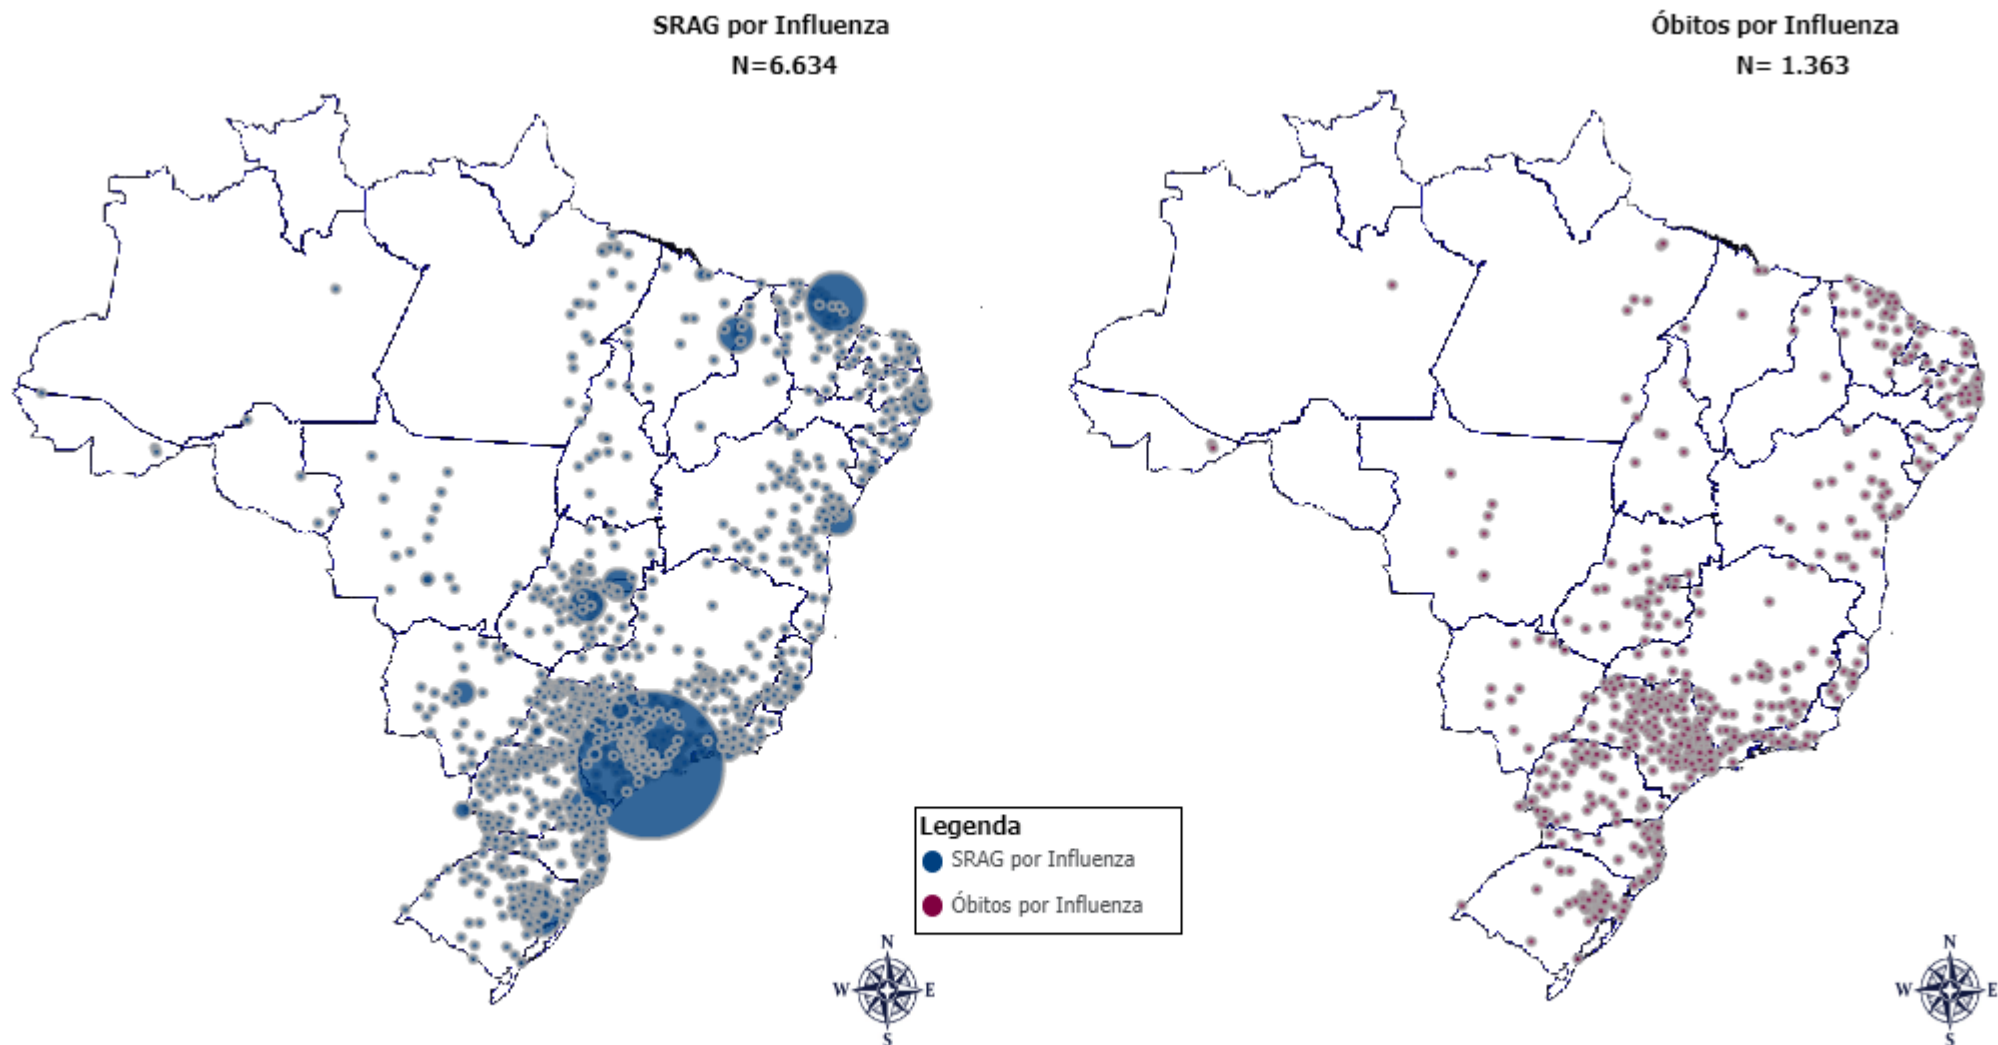 SRAG por Influenza
N=6.634
Óbitos por Influenza
N= 1.363
Legenda
SRAG por Influenza
Óbitos por Influenza
N
W
E
S
N
W
E
S